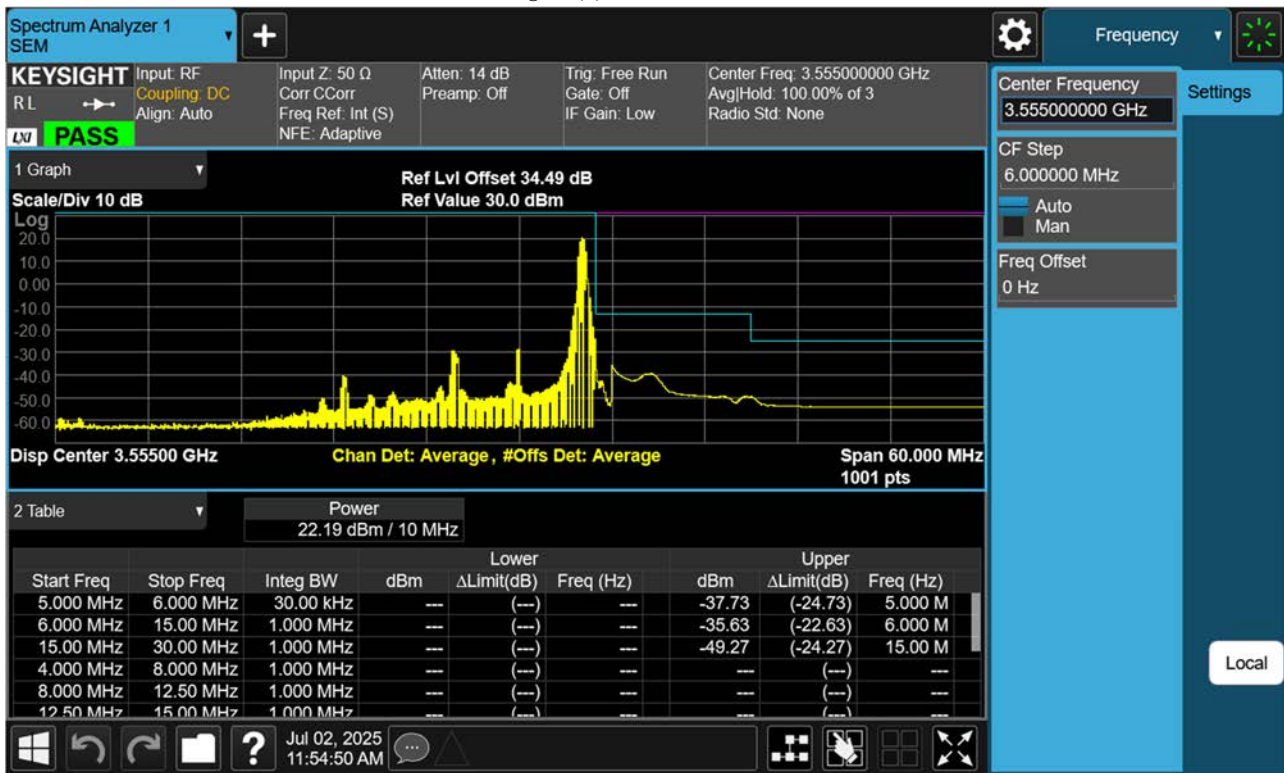 Spectrum Analyzer 1
SEM
Frequency
KEYSIGHT
RL
LXI
PASS
Input: RF
Coupling: DC
Align: Auto
Input Z: 50 Ω
Corr CCorr
Freq Ref: Int (S)
NFE: Adaptive
Atten: 14 dB
Preamp: Off
Trig: Free Run
Gate: Off
IF Gain: Low
Center Freq: 3.555000000 GHz
Avg|Hold: 100.00% of 3
Radio Std: None
Center Frequency
3.555000000 GHz
Settings
CF Step
6.000000 MHz
Auto
Man
Freq Offset
0 Hz
1 Graph
Ref Lvl Offset 34.49 dB
Scale/Div 10 dB
Ref Value 30.0 dBm
Log
20.0
10.0
0.00
-10.0
-20.0
-30.0
-40.0
-50.0
-60.0
Disp Center 3.55500 GHz
Chan Det: Average, #Offs Det: Average
Span 60.000 MHz
1001 pts
2 Table
Power
22.19 dBm / 10 MHz
Lower Upper
Start Freq Stop Freq Integ BW dBm ΔLimit(dB) Freq (Hz) dBm ΔLimit(dB) Freq (Hz)
5.000 MHz 6.000 MHz 30.00 kHz --- (---) --- -37.73 (-24.73) 5.000 M
6.000 MHz 15.00 MHz 1.000 MHz --- (---) --- -35.63 (-22.63) 6.000 M
15.00 MHz 30.00 MHz 1.000 MHz --- (---) --- -49.27 (-24.27) 15.00 M
4.000 MHz 8.000 MHz 1.000 MHz --- (---) --- --- (---) ---
8.000 MHz 12.50 MHz 1.000 MHz --- (---) --- --- (---) ---
12.50 MHz 15.00 MHz 1.000 MHz --- (---) --- --- (---) ---
Local
?
Jul 02, 2025
11:54:50 AM